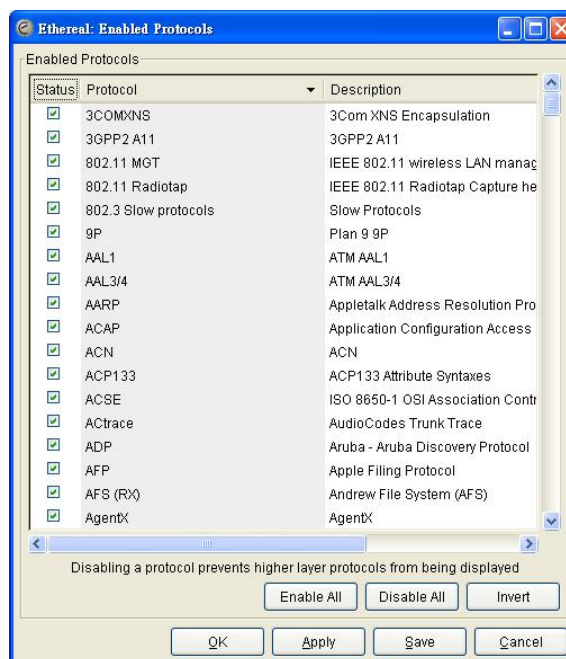 Ethereal: Enabled Protocols
Enabled Protocols
Status Protocol Description
3COMXNS 3Com XNS Encapsulation
3GPP2 A11 3GPP2 A11
802.11 MGT IEEE 802.11 wireless LAN manag
802.11 Radiotap IEEE 802.11 Radiotap Capture he
802.3 Slow protocols Slow Protocols
9P Plan 9 9P
AAL1 ATM AAL1
AAL3/4 ATM AAL3/4
AARP Appletalk Address Resolution Pro
ACAP Application Configuration Access
ACN ACN
ACP133 ACP133 Attribute Syntaxes
ACSE ISO 8650-1 OSI Association Contr
ACtrace AudioCodes Trunk Trace
ADP Aruba - Aruba Discovery Protocol
AFP Apple Filing Protocol
AFS (RX) Andrew File System (AFS)
AgentX AgentX
Disabling a protocol prevents higher layer protocols from being displayed
Enable All Disable All Invert
OK Apply Save Cancel